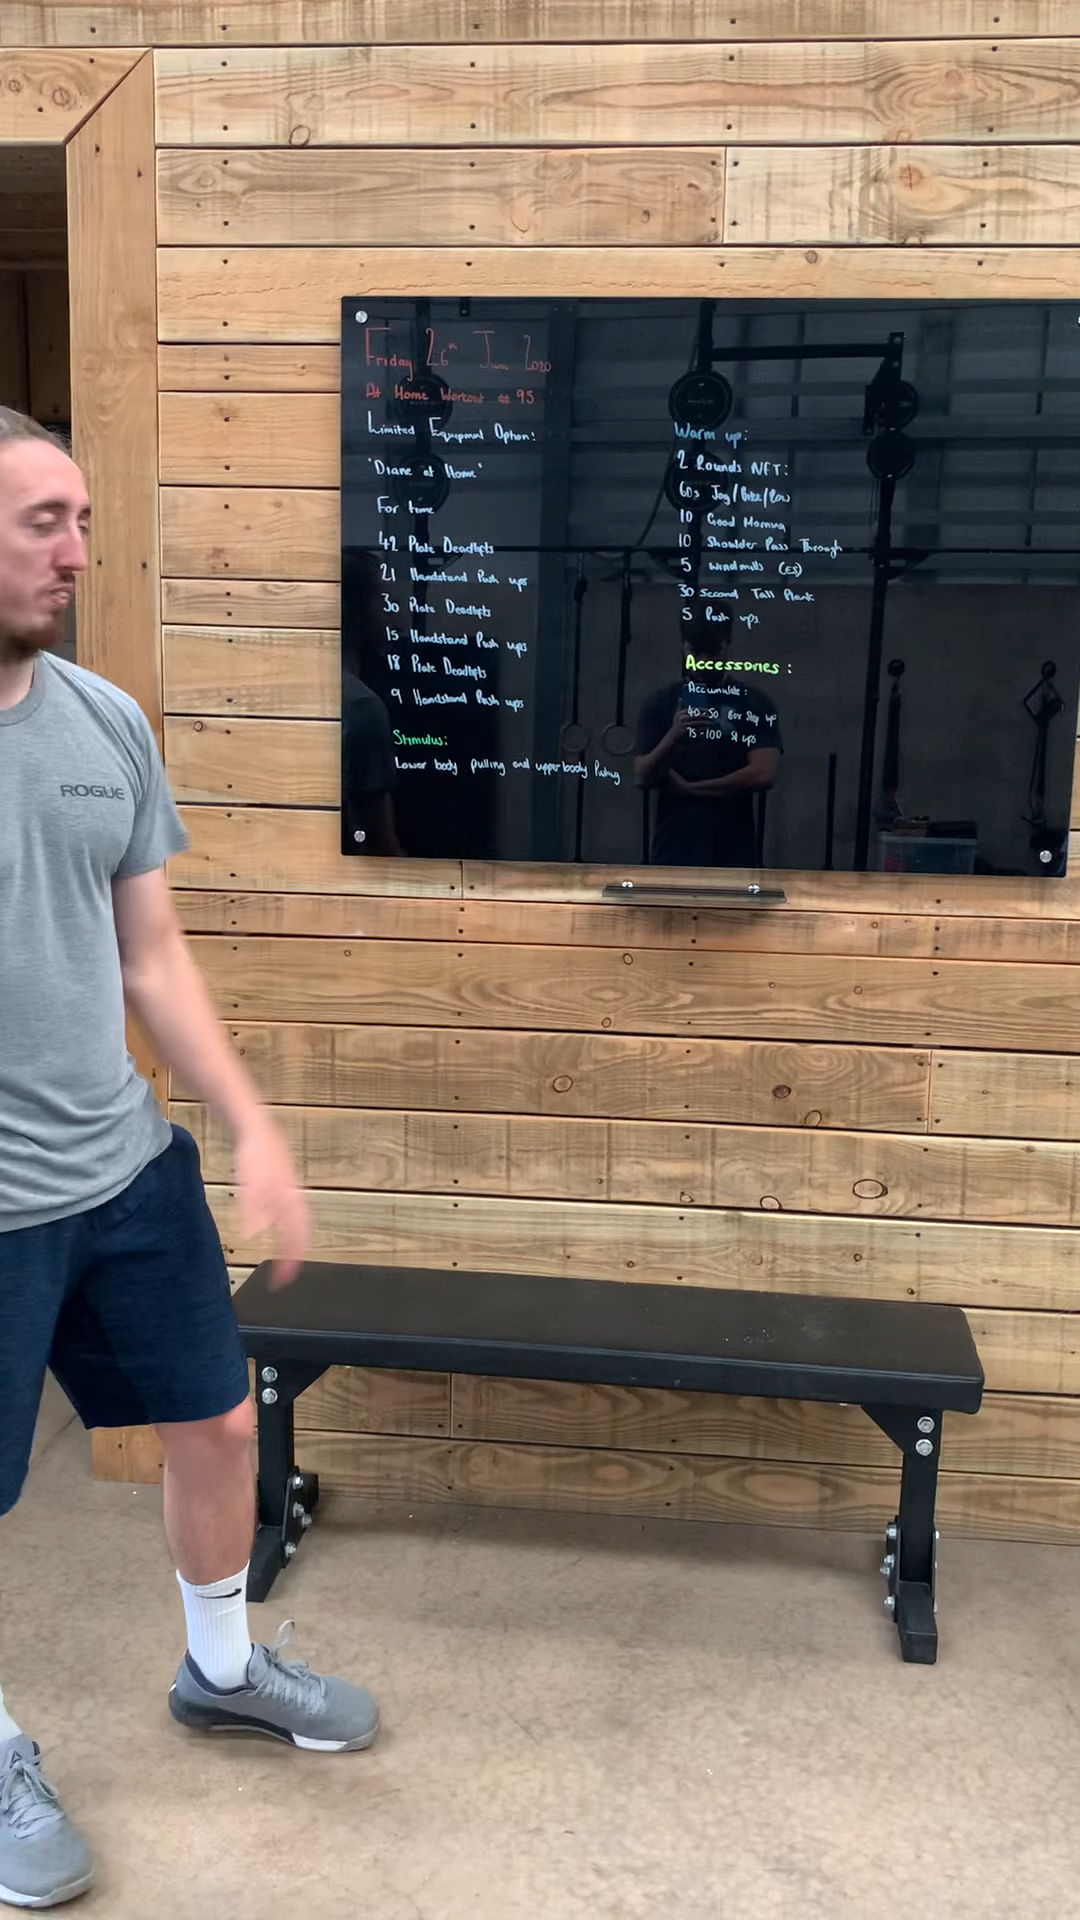 Friday 26th June 2020
At Home Workout # 95
Limited Equipment Option:
'Diane at Home'
For time
42 Plate Deadlifts
21 Handstand Push ups
30 Plate Deadlifts
15 Handstand Push ups
18 Plate Deadlifts
9 Handstand Push ups
Stimulus:
Lower body pulling and upper body Pushing
Warm up:
2 Rounds NFT:
60s Jog/Bike/Row
10 Good Morning
10 Shoulder Pass Through
5 windmills (ES)
30 Second Tall Plank
5 Push ups
Accessories:
Accumulate:
40-50 Box Step up
75-100 Sit ups
ROGUE